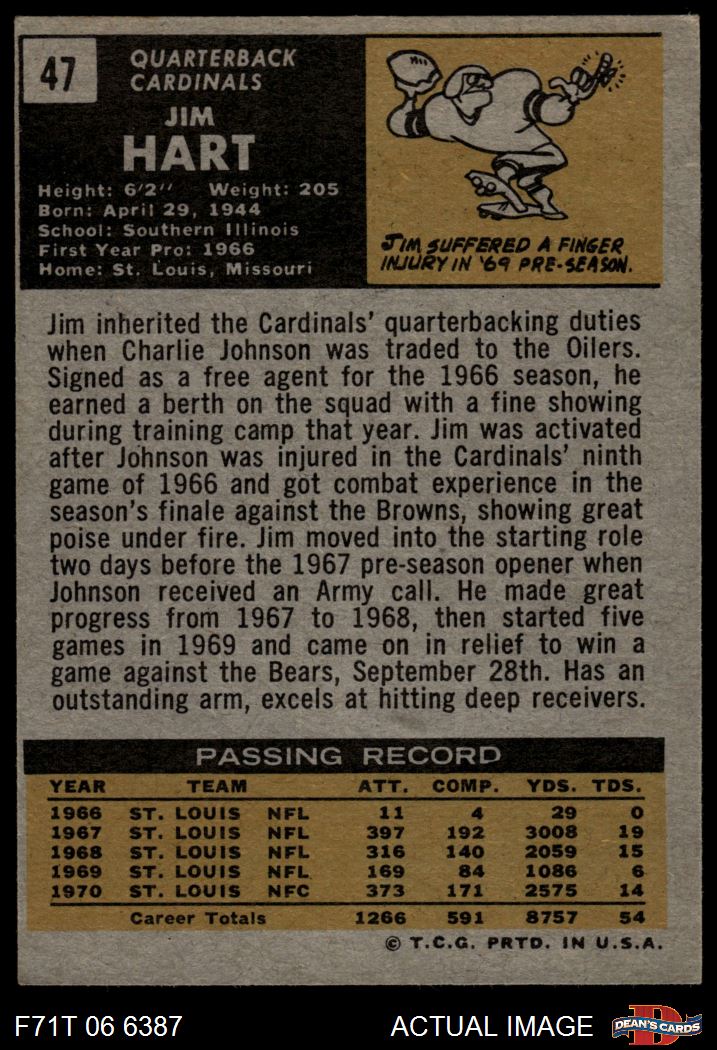 47
QUARTERBACK
CARDINALS
JIM
HART
Height: 6'2" Weight: 205
Born: April 29, 1944
School: Southern Illinois
First Year Pro: 1966
Home: St. Louis, Missouri
JIM SUFFERED A FINGER
INJURY IN '69 PRE-SEASON.
Jim inherited the Cardinals' quarterbacking duties
when Charlie Johnson was traded to the Oilers.
Signed as a free agent for the 1966 season, he
earned a berth on the squad with a fine showing
during training camp that year. Jim was activated
after Johnson was injured in the Cardinals' ninth
game of 1966 and got combat experience in the
season's finale against the Browns, showing great
poise under fire. Jim moved into the starting role
two days before the 1967 pre-season opener when
Johnson received an Army call. He made great
progress from 1967 to 1968, then started five
games in 1969 and came on in relief to win a
game against the Bears, September 28th. Has an
outstanding arm, excels at hitting deep receivers.
PASSING RECORD
YEAR TEAM ATT. COMP. YDS. TDS.
1966 ST. LOUIS NFL 11 4 29 0
1967 ST. LOUIS NFL 397 192 3008 19
1968 ST. LOUIS NFL 316 140 2059 15
1969 ST. LOUIS NFL 169 84 1086 6
1970 ST. LOUIS NFC 373 171 2575 14
Career Totals 1266 591 8757 54
© T.C.G. PRTD. IN U.S.A.
F71T 06 6387 ACTUAL IMAGE D DEAN'S CARDS